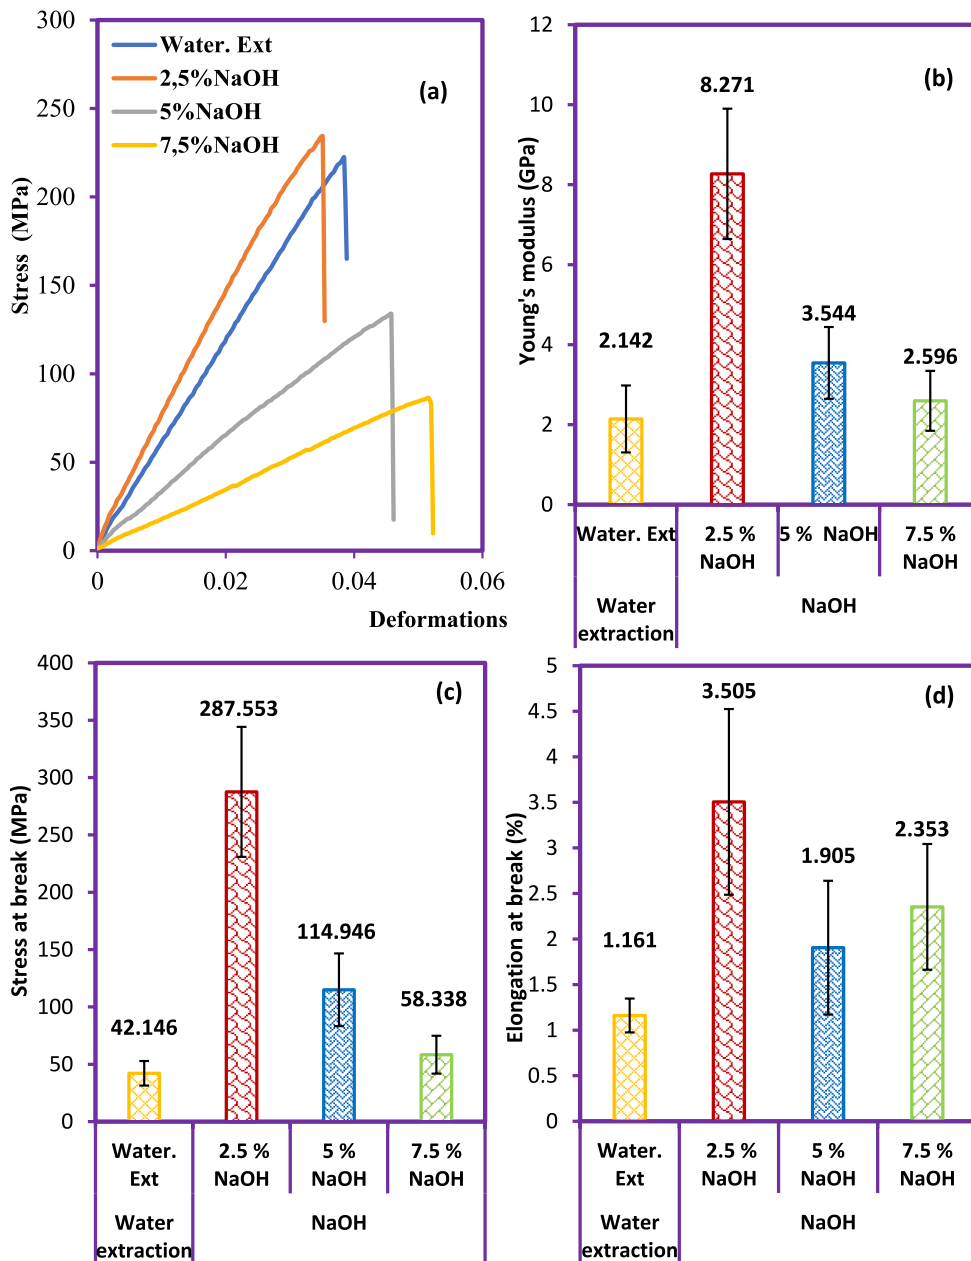 300
250
200
150
100
50
0
Stress (MPa)
Water. Ext
2,5%NaOH
5%NaOH
7,5%NaOH
(a)
0
0.02
0.04
0.06
Deformations
12
10
8
6
4
2
0
Young's modulus (GPa)
(b)
2.142
8.271
3.544
2.596
Water. Ext
2.5 %
NaOH
5 % NaOH
7.5 %
NaOH
Water
extraction
NaOH
400
350
300
250
200
150
100
50
0
Stress at break (MPa)
(c)
42.146
287.553
114.946
58.338
Water.
Ext
2.5 %
NaOH
5 %
NaOH
7.5 %
NaOH
Water
extraction
NaOH
5
4.5
4
3.5
3
2.5
2
1.5
1
0.5
0
Elongation at break (%)
(d)
1.161
3.505
1.905
2.353
Water.
Ext
2.5 %
NaOH
5 %
NaOH
7.5 %
NaOH
Water
extraction
NaOH